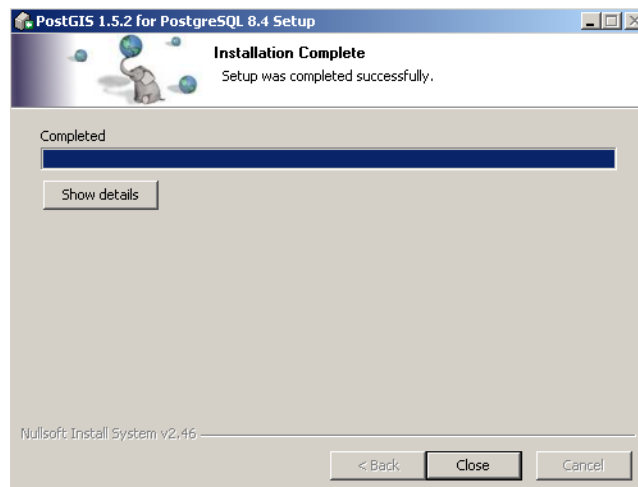 PostGIS 1.5.2 for PostgreSQL 8.4 Setup
Installation Complete
Setup was completed successfully.
Completed
Show details
Nullsoft Install System v2.46
< Back Close Cancel